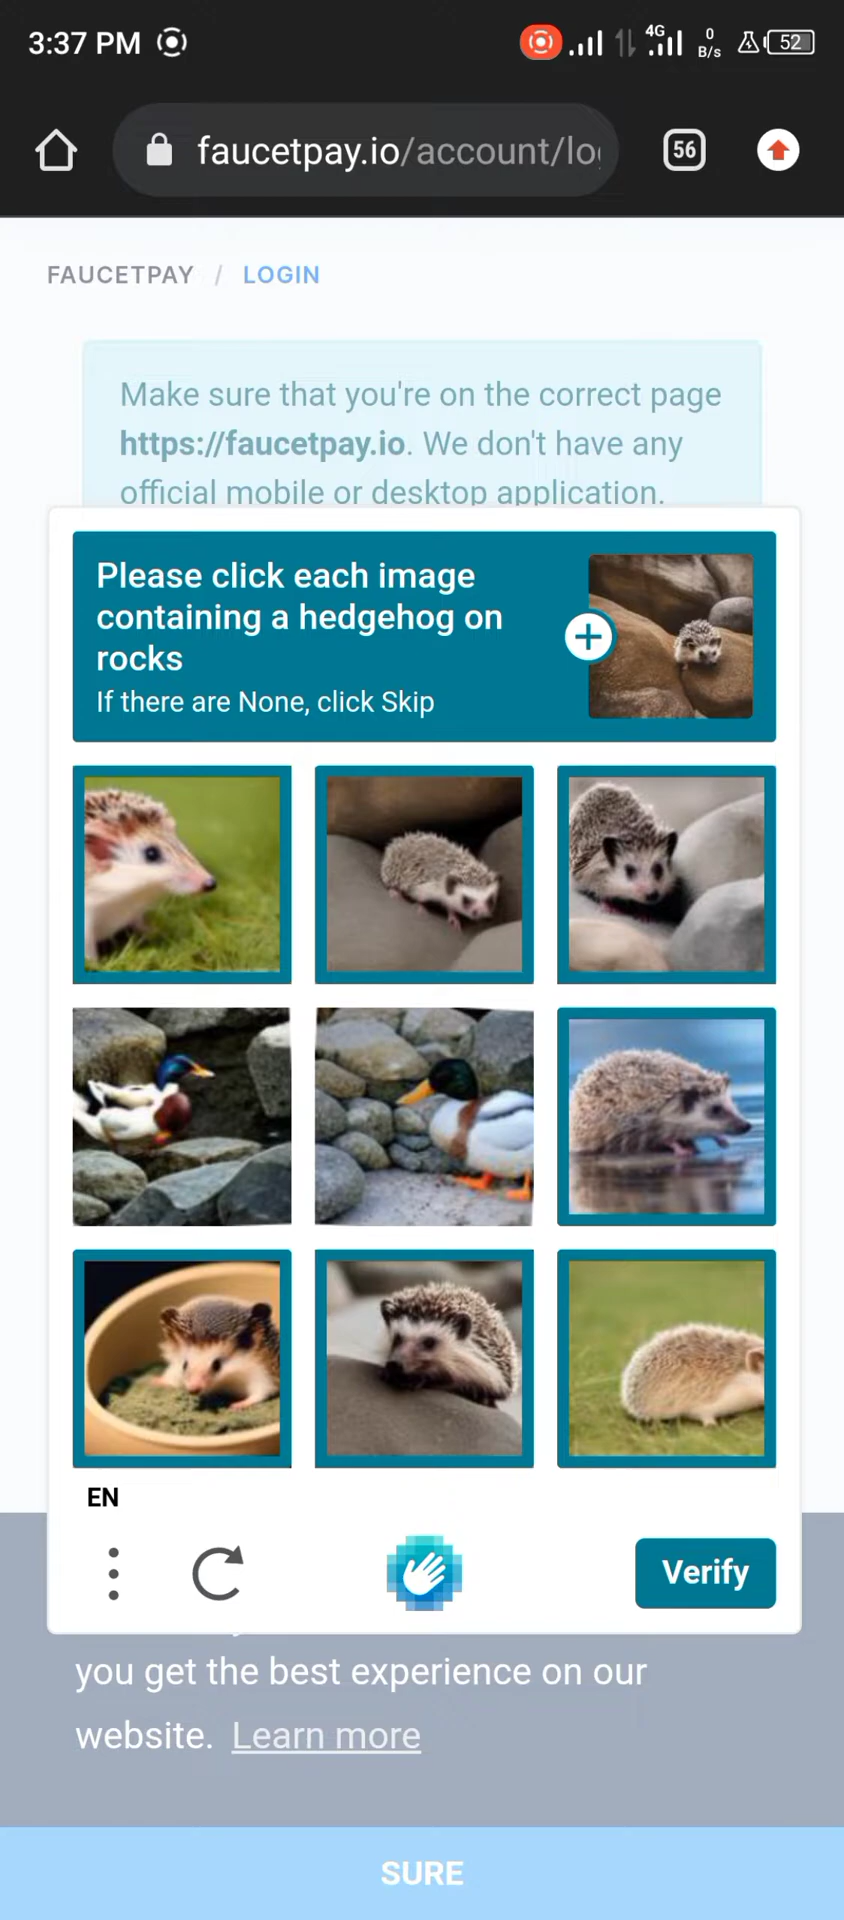 3:37 PM
4G
0
B/s
52
faucetpay.io/account/lo
56
FAUCETPAY / LOGIN
Make sure that you're on the correct page
https://faucetpay.io. We don't have any
official mobile or desktop application.
Please click each image
containing a hedgehog on
rocks
If there are None, click Skip
EN
Verify
you get the best experience on our
website. Learn more
SURE